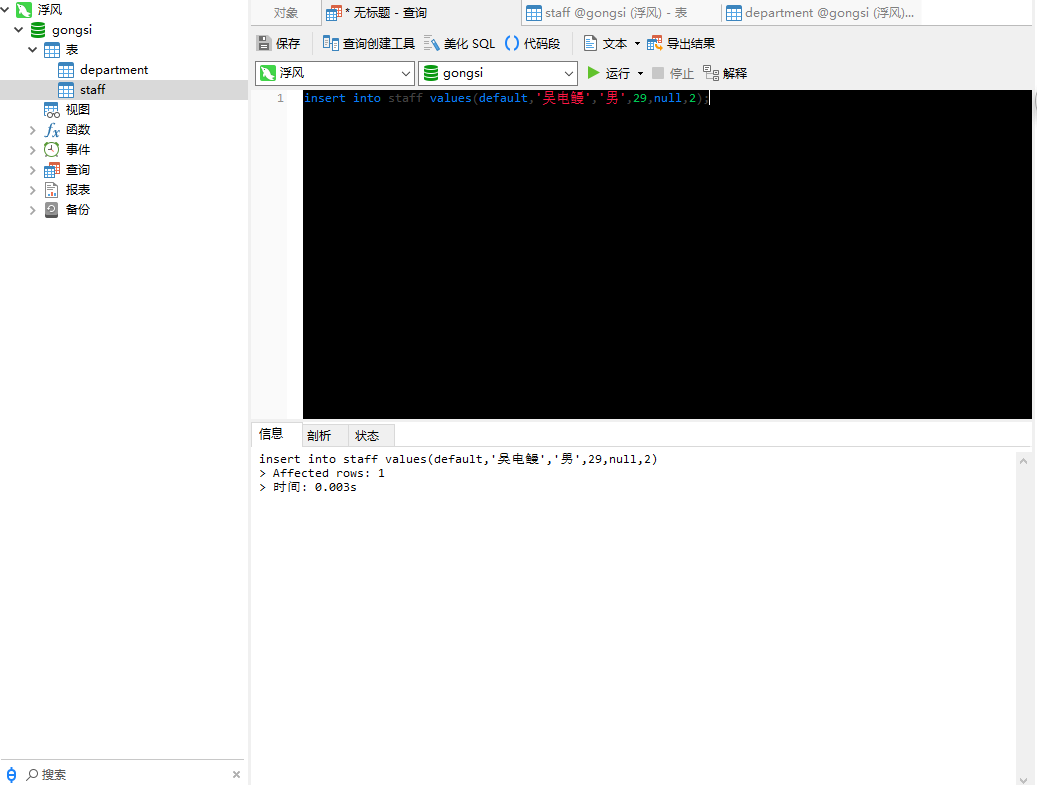 浮风
gongsi
表
department
staff
视图
函数
事件
查询
报表
备份
搜索
对象
* 无标题 - 查询
staff @gongsi (浮风) - 表
department @gongsi (浮风)...
保存
查询创建工具
美化 SQL
代码段
文本
导出结果
浮风
gongsi
运行
停止
解释
1
insert into staff values(default,'吴电鳗','男',29,null,2);
信息
剖析
状态
insert into staff values(default,'吴电鳗','男',29,null,2)
> Affected rows: 1
> 时间: 0.003s